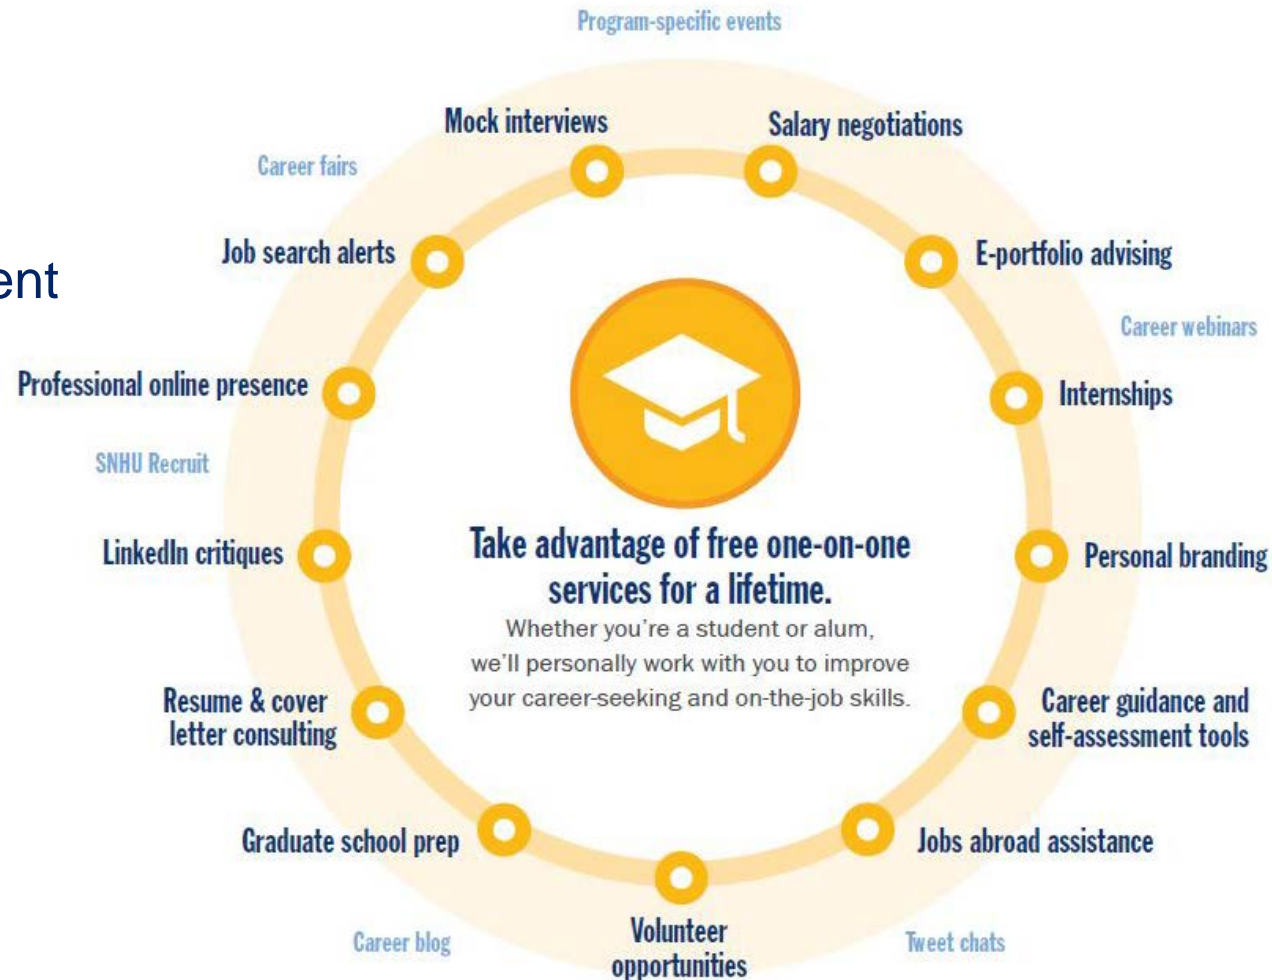 Program-specific events
Mock interviews
Salary negotiations
Career fairs
Job search alerts
E-portfolio advising
ent
Career webinars
Professional online presence
Internships
SNHU Recruit
Take advantage of free one-on-one
services for a lifetime.
LinkedIn critiques
Personal branding
Whether you're a student or alum,
we'll personally work with you to improve
your career-seeking and on-the-job skills.
Resume & cover
letter consulting
Career guidance and
self-assessment tools
Graduate school prep
Jobs abroad assistance
Career blog
Volunteer
opportunities
Tweet chats